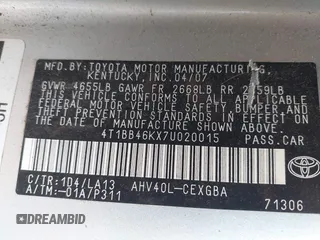 MFD.BY:TOYOTA MOTOR MANUFACTURING,
KENTUCKY,INC.04/07
GVWR 4655LB GAWR FR 2668LB RR 2159LB
THIS VEHICLE CONFORMS TO ALL APPLICABLE
FEDERAL MOTOR VEHICLE SAFETY, BUMPER, AND
THEFT PREVENTION STANDARDS IN EFFECT ON
THE DATE OF MANUFACTURE SHOWN ABOVE.
4T1BB46KX7U020015 PASS.CAR
C/TR:1D4/LA13 AHV40L-CEXGBA
A/TM:-01A/P311
TOYOTA
71306
© DREAMBID AUTOBIDCAR